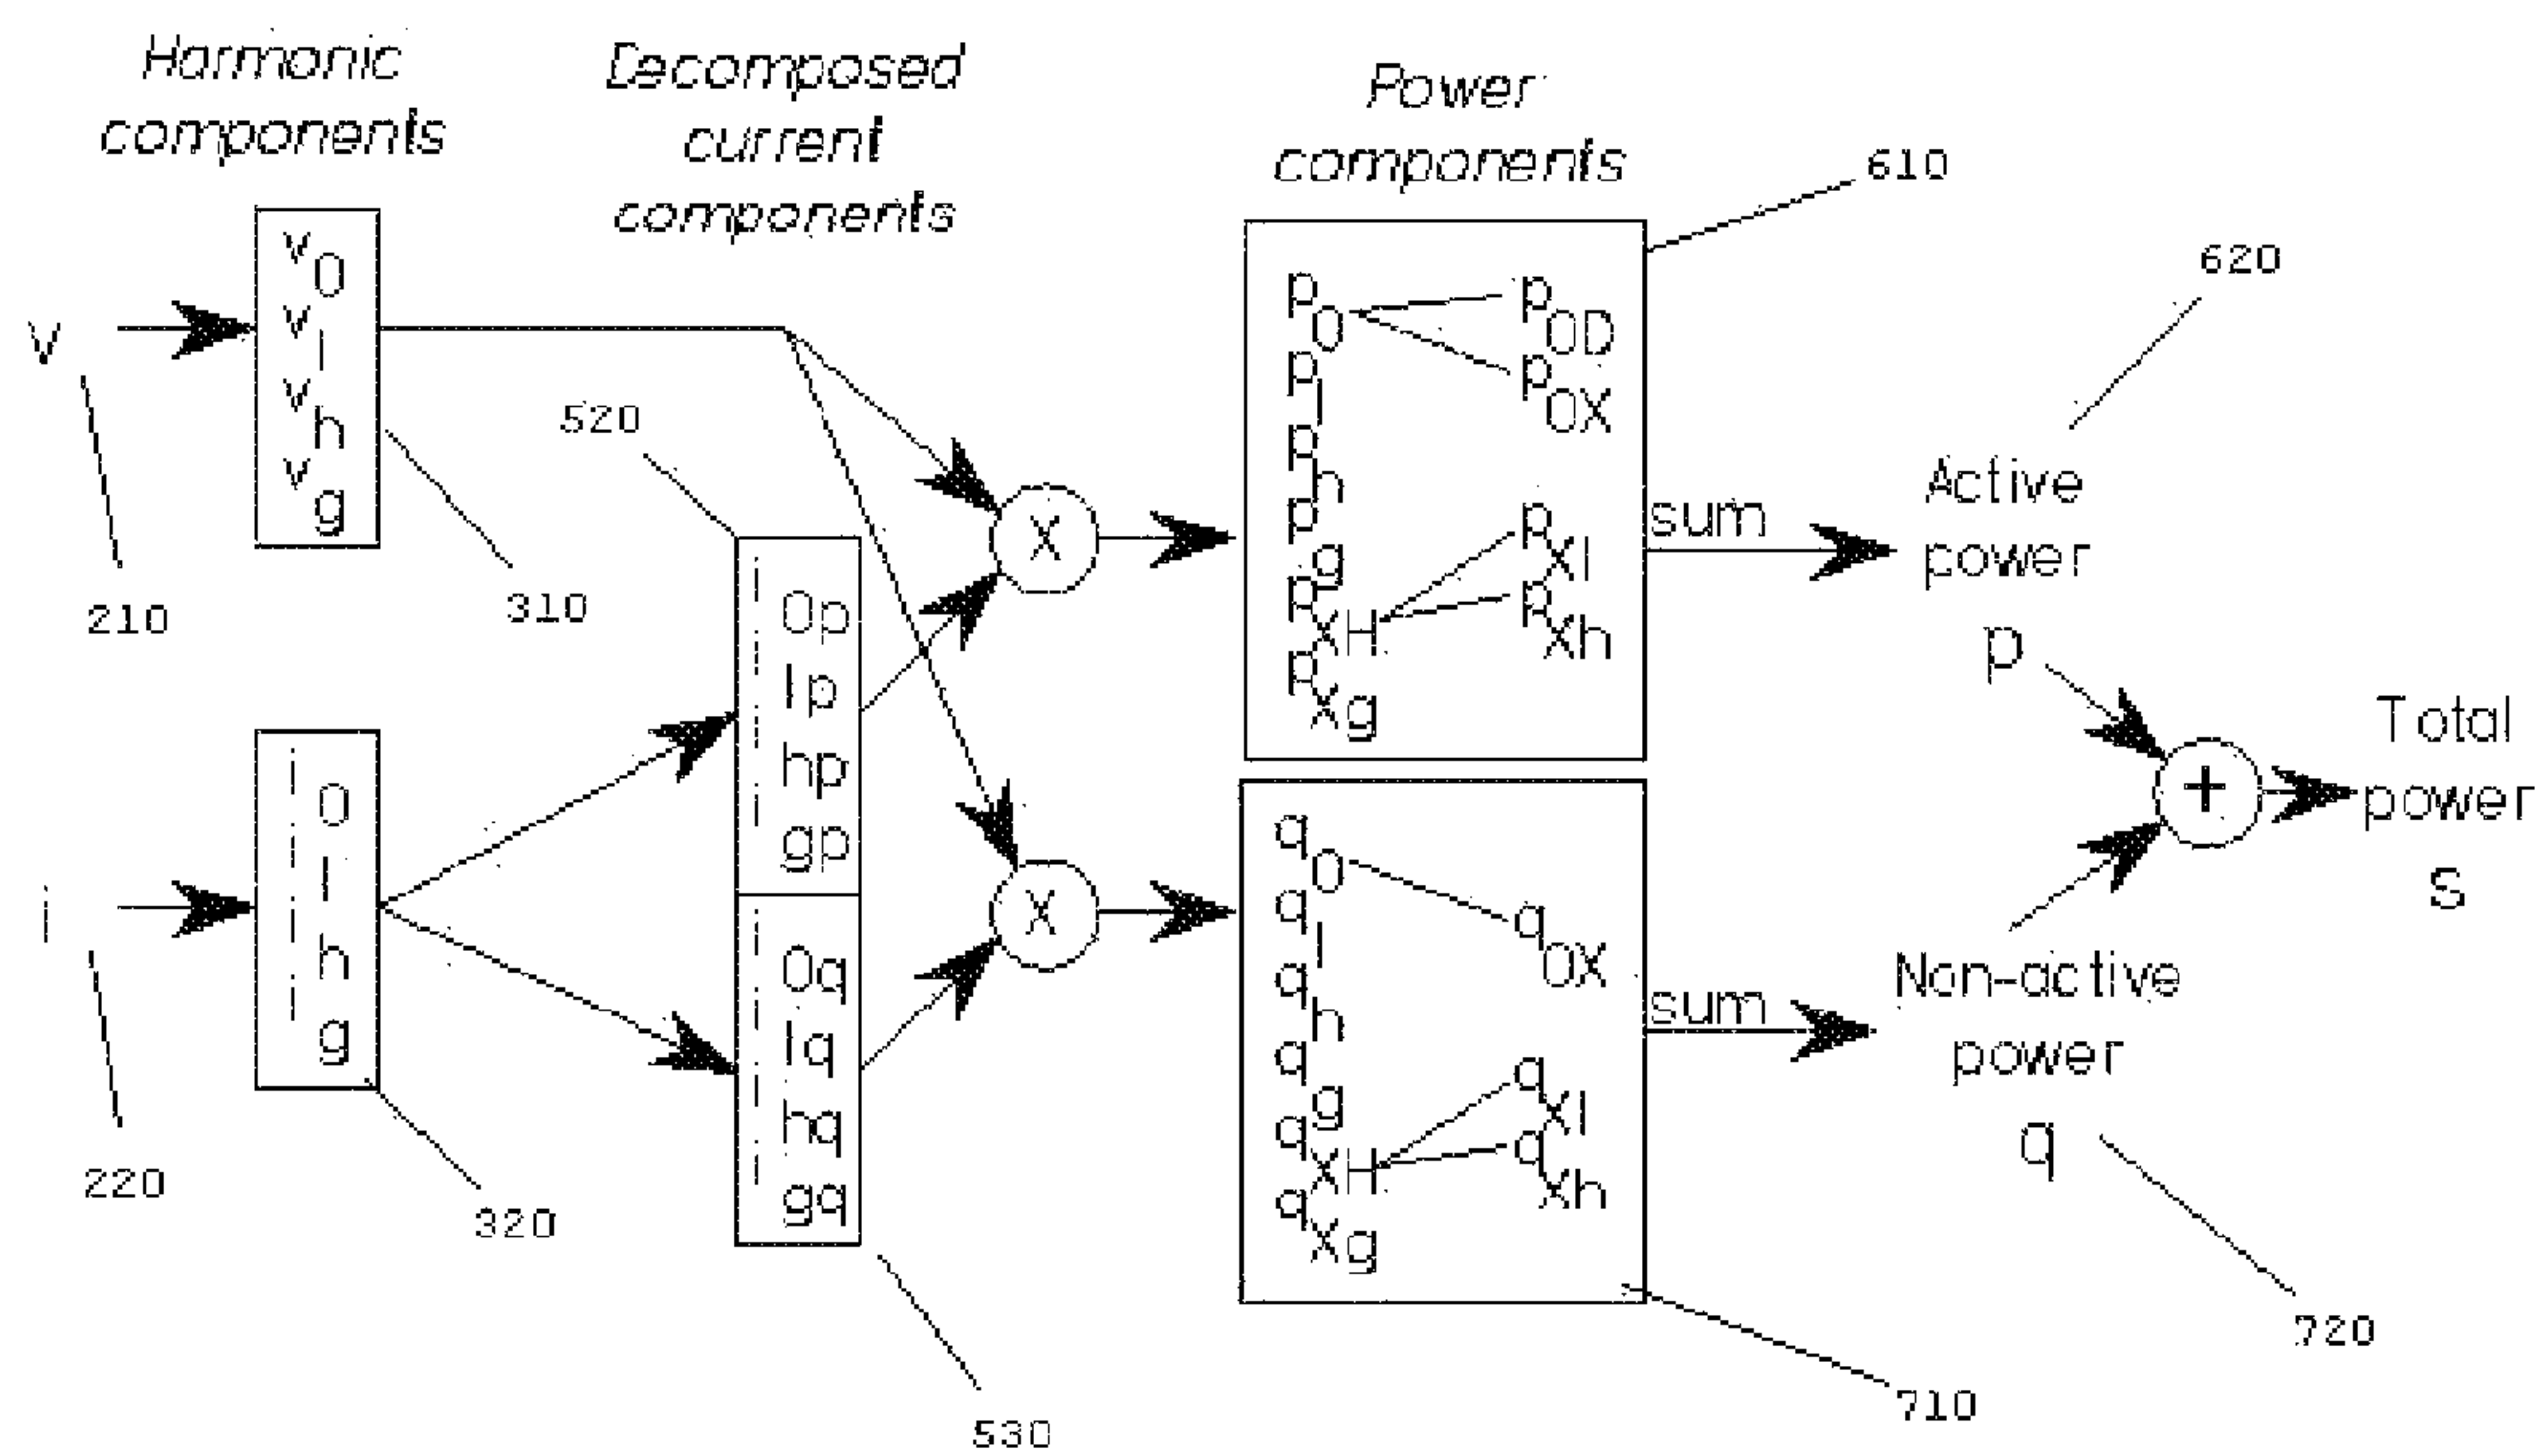 Harmonic
components
Decomposed
current
components
Power
components
610
620
v
210
v0
v1
vh
vg
310
520
i0p
i1p
ihp
igp
X
p0
p1
ph
pg
pXH
pXg
p0D
p0X
pX1
pXh
sum
Active
power
p
i
220
i0
i1
ih
ig
320
i0q
i1q
ihq
igq
530
X
q0
q1
qh
qg
qXH
qXg
q0X
qX1
qXh
sum
Non-active
power
q
710
720
+
Total
power
s